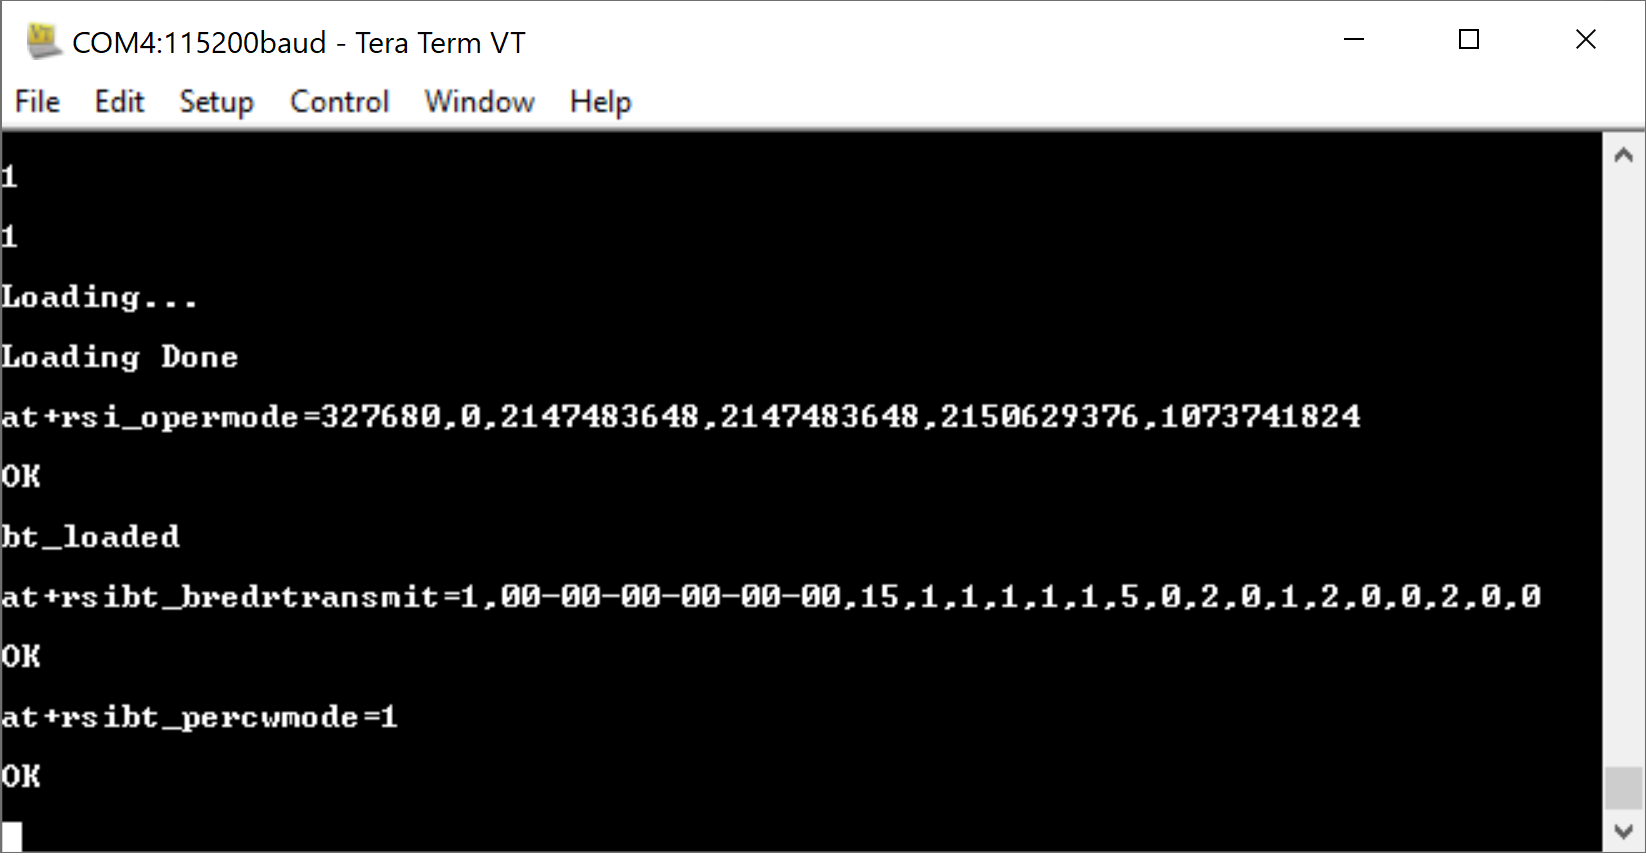 COM4:115200baud - Tera Term VT
File Edit Setup Control Window Help
1
1
Loading...
Loading Done
at+rsi_opermode=327680,0,2147483648,2147483648,2150629376,1073741824
OK
bt_loaded
at+rsibt_bredrtransmit=1,00-00-00-00-00-00,15,1,1,1,1,1,5,0,2,0,1,2,0,0,2,0,0
OK
at+rsibt_percwmode=1
OK